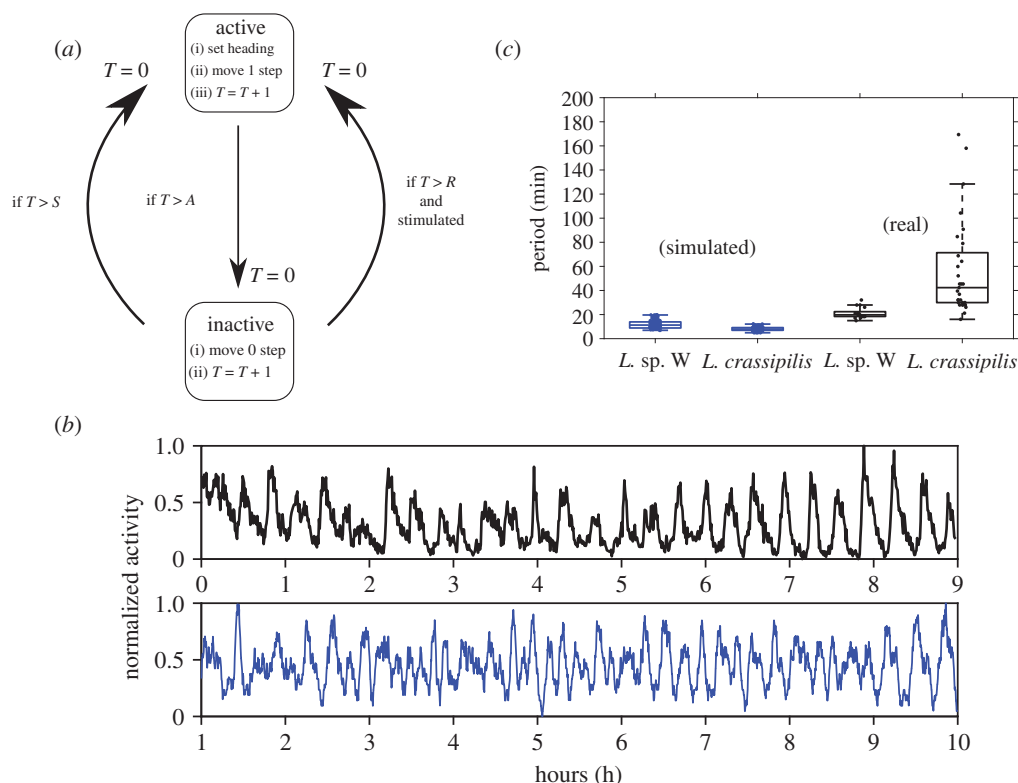 (a)
active
(i) set heading
(ii) move 1 step
(iii) T = T + 1
T = 0
T = 0
if T > S
if T > A
if T > R
and
stimulated
T = 0
inactive
(i) move 0 step
(ii) T = T + 1
(c)
200
180
160
140
120
100
80
60
40
20
0
period (min)
(simulated)
(real)
L. sp. W
L. crassipilis
L. sp. W
L. crassipilis
(b)
normalized activity
1.0
0.5
0
0 1 2 3 4 5 6 7 8 9
1.0
0.5
0
1 2 3 4 5 6 7 8 9 10
hours (h)